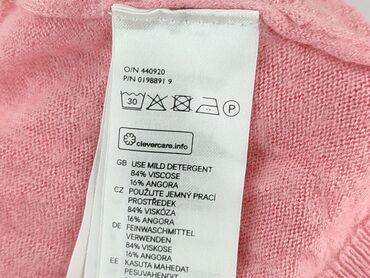 O/N 440920
P/N 0198891 9
30 P
clevercare.info
GB USE MILD DETERGENT
84% VISCOSE
16% ANGORA
CZ POUŽIJTE JEMNÝ PRACÍ
PROSTŘEDEK
84% VISKÓZA
16% ANGORA
DE FEINWASCHMITTEL
VERWENDEN
84% VISKOSE
16% ANGORA
EE KASUTA MAHEDAT
PESUVAHENDIT